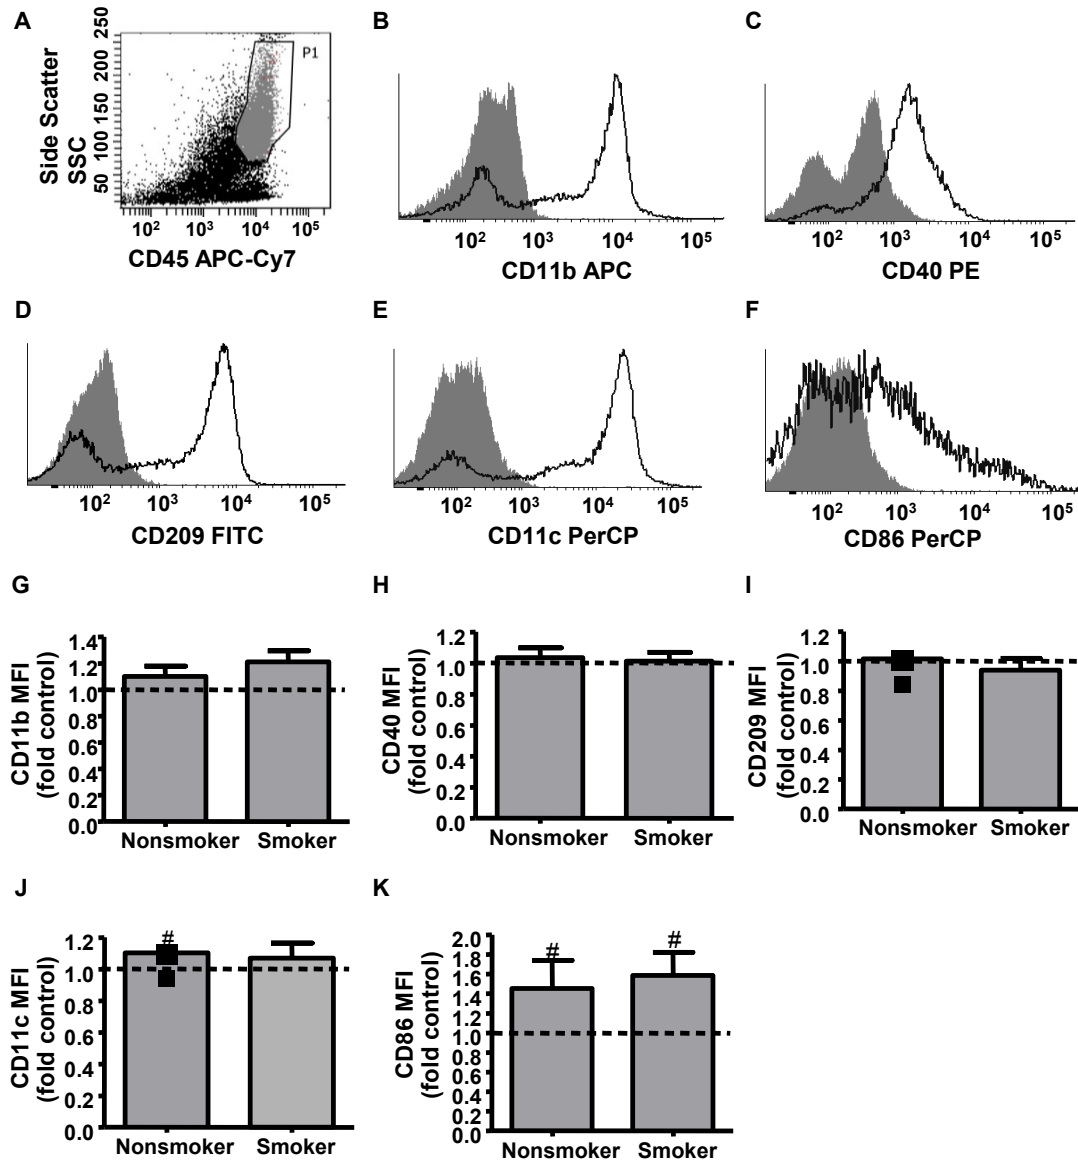 A
Side Scatter
SSC
250
200
150
100
50
P1
10² 10³ 10⁴ 10⁵
CD45 APC-Cy7
B
10² 10³ 10⁴ 10⁵
CD11b APC
C
10² 10³ 10⁴ 10⁵
CD40 PE
D
10² 10³ 10⁴ 10⁵
CD209 FITC
E
10² 10³ 10⁴ 10⁵
CD11c PerCP
F
10² 10³ 10⁴ 10⁵
CD86 PerCP
G
CD11b MFI
(fold control)
1.4
1.2
1.0
0.8
0.6
0.4
0.2
0.0
Nonsmoker Smoker
H
CD40 MFI
(fold control)
1.2
1.0
0.8
0.6
0.4
0.2
0.0
Nonsmoker Smoker
I
CD209 MFI
(fold control)
1.2
1.0
0.8
0.6
0.4
0.2
0.0
Nonsmoker Smoker
J
CD11c MFI
(fold control)
1.2
1.0
0.8
0.6
0.4
0.2
0.0
#
Nonsmoker Smoker
K
CD86 MFI
(fold control)
2.0
1.8
1.6
1.4
1.2
1.0
0.8
0.6
0.4
0.2
0.0
# #
Nonsmoker Smoker